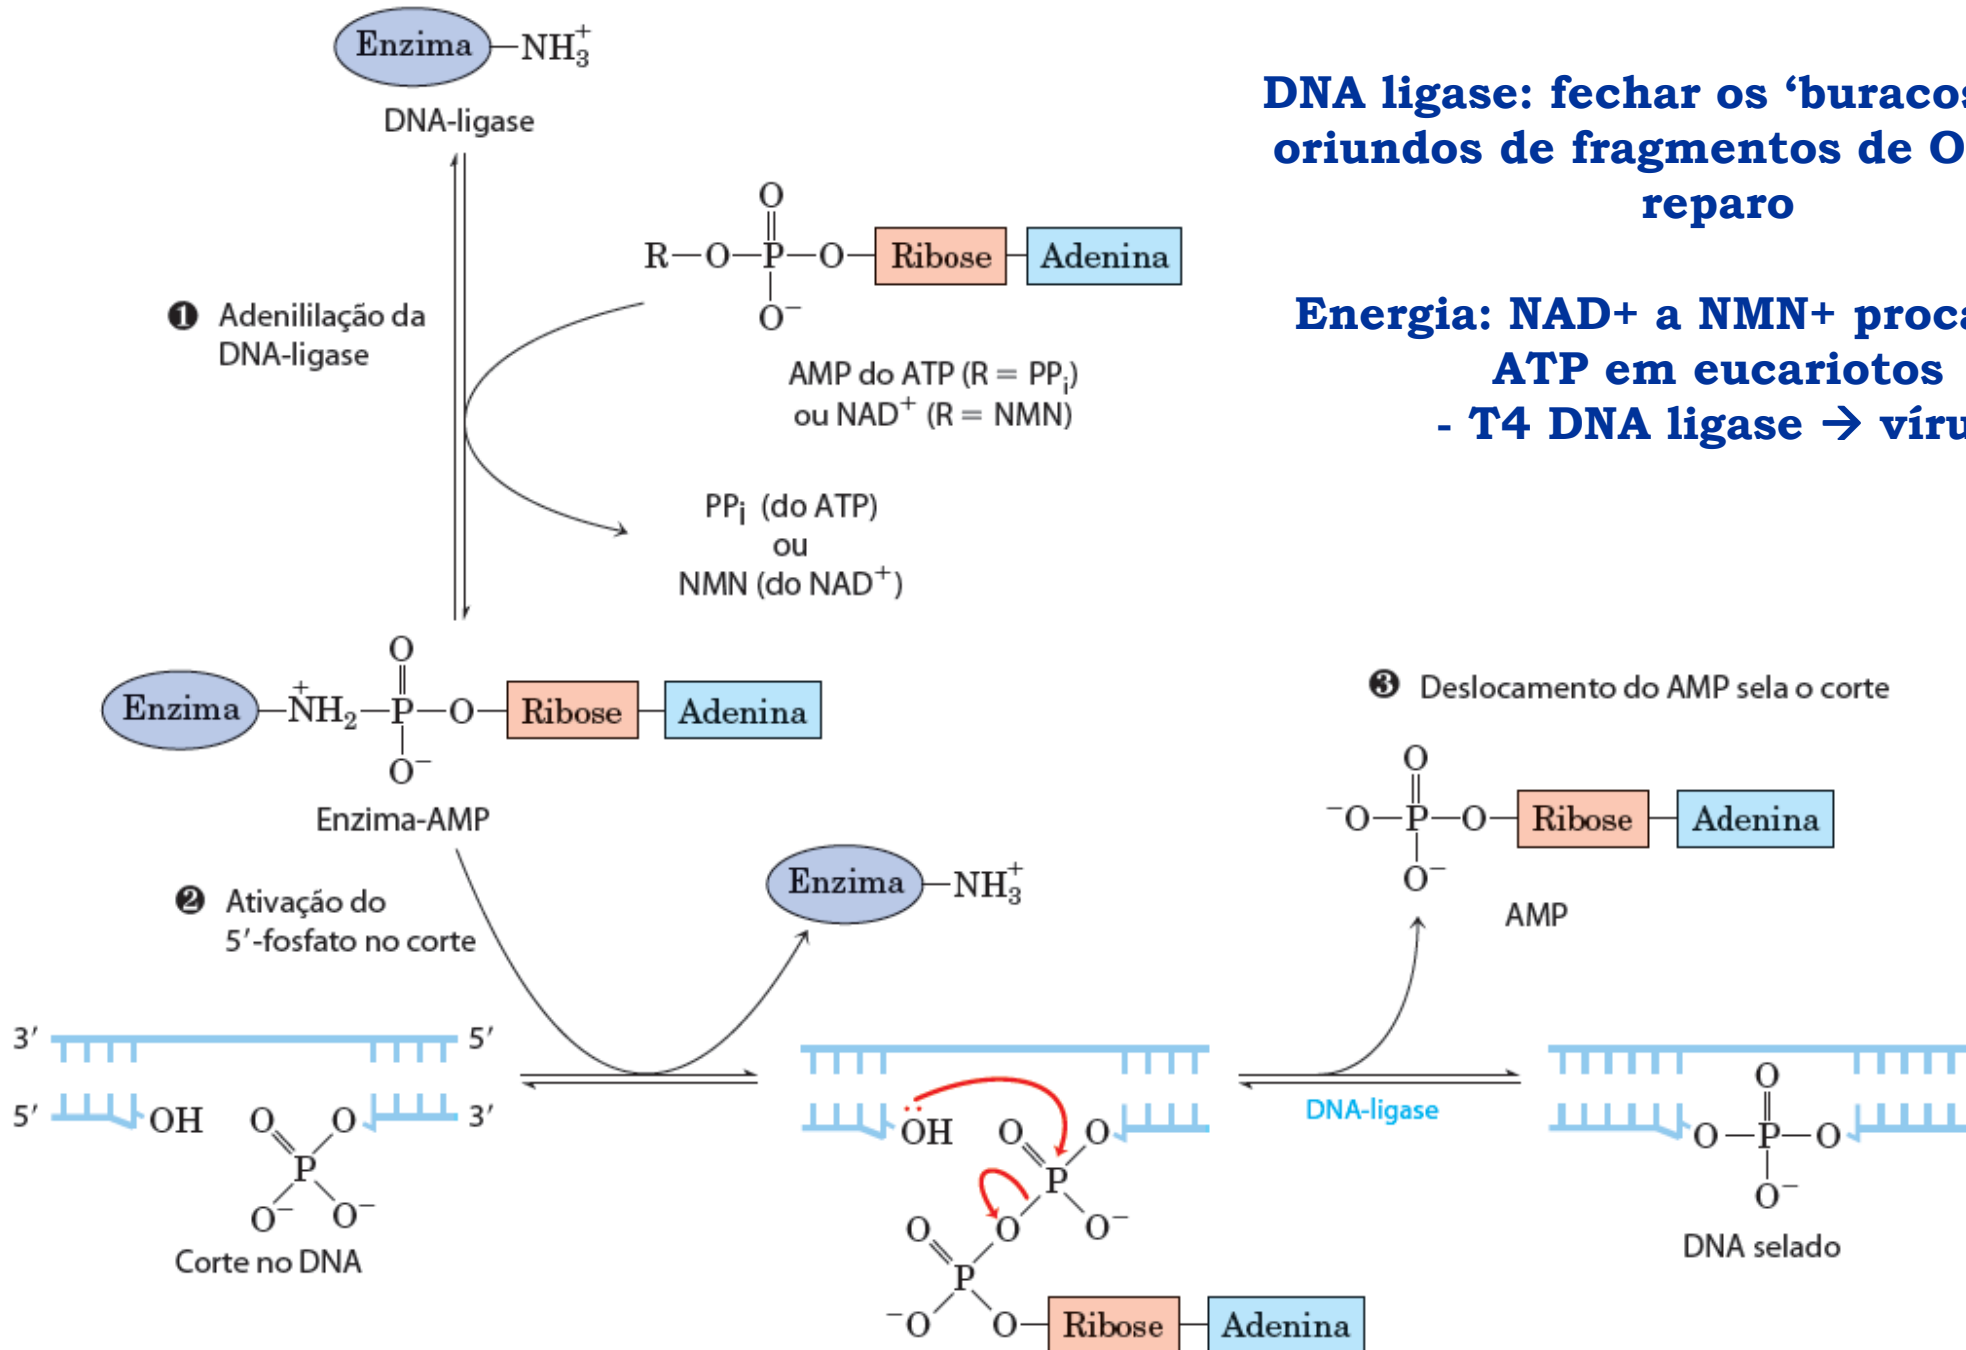 Enzima NH₃⁺
DNA-ligase
DNA ligase: fechar os ‘buracos
oriundos de fragmentos de O
reparo
Energia: NAD+ a NMN+ proca
ATP em eucariotos
- T4 DNA ligase → víru
R—O—P—O— Ribose Adenina
O
O⁻
❶ Adenililação da
DNA-ligase
AMP do ATP (R = PPᵢ)
ou NAD⁺ (R = NMN)
PPᵢ (do ATP)
ou
NMN (do NAD⁺)
O
Enzima —N⁺H₂—P—O— Ribose Adenina
O⁻
Enzima-AMP
❷ Ativação do
5′-fosfato no corte
Enzima NH₃⁺
❸ Deslocamento do AMP sela o corte
O
⁻O—P—O— Ribose Adenina
O⁻
AMP
3′ 5′
5′ OH O O 3′
P
O⁻ O⁻
Corte no DNA
OH O O
P
O O O⁻
P
⁻O O— Ribose Adenina
DNA-ligase
O
O—P—O
O⁻
DNA selado